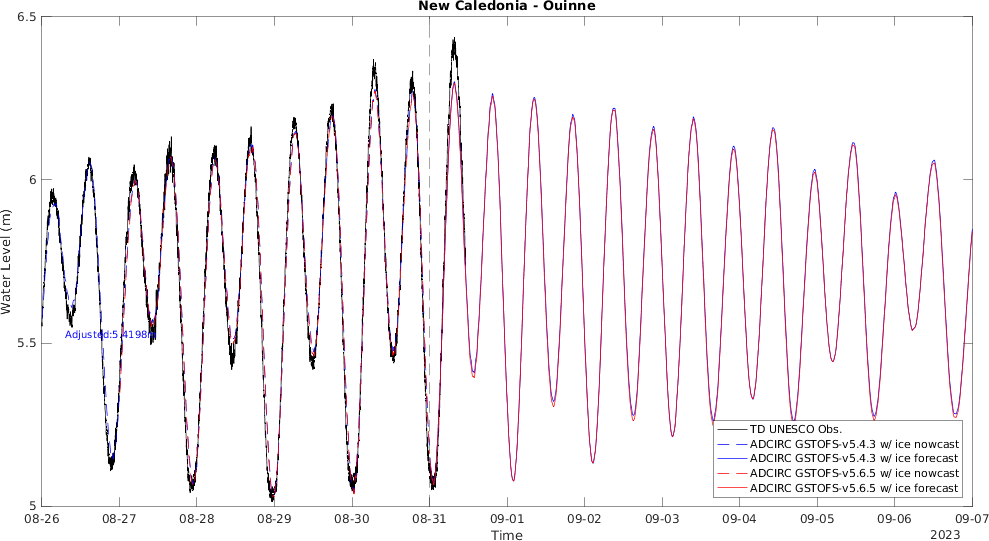 New Caledonia - Ouinne
6.5
6
5.5
5
Water Level (m)
Adjusted:5.4198m
TD UNESCO Obs.
ADCIRC GSTOFS-v5.4.3 w/ ice nowcast
ADCIRC GSTOFS-v5.4.3 w/ ice forecast
ADCIRC GSTOFS-v5.6.5 w/ ice nowcast
ADCIRC GSTOFS-v5.6.5 w/ ice forecast
08-26 08-27 08-28 08-29 08-30 08-31 09-01 09-02 09-03 09-04 09-05 09-06 09-07
Time
2023